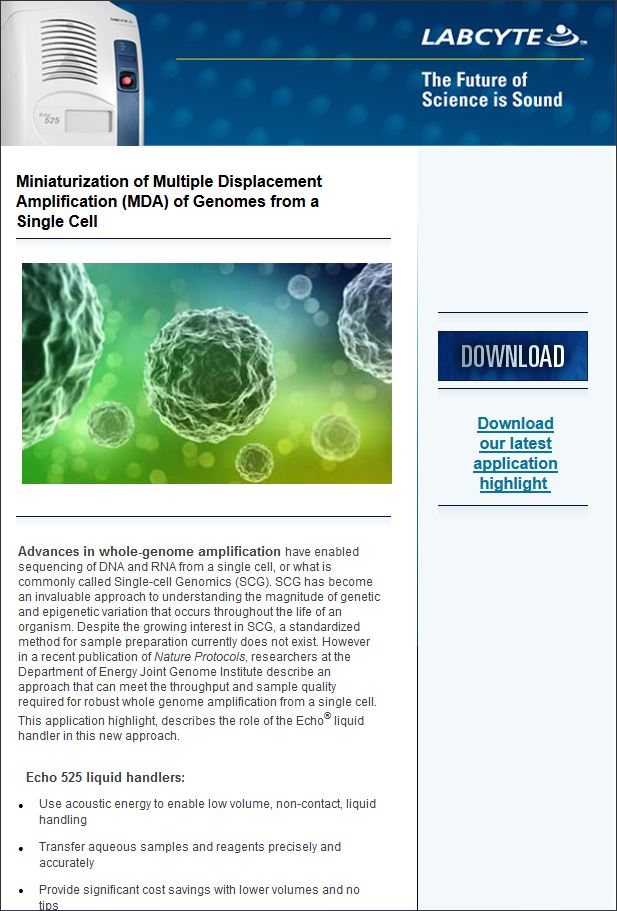 LABCYTE
Echo
525
LABCYTE™
The Future of
Science is Sound
Miniaturization of Multiple Displacement
Amplification (MDA) of Genomes from a
Single Cell
DOWNLOAD
Download
our latest
application
highlight
Advances in whole-genome amplification have enabled
sequencing of DNA and RNA from a single cell, or what is
commonly called Single-cell Genomics (SCG). SCG has become
an invaluable approach to understanding the magnitude of genetic
and epigenetic variation that occurs throughout the life of an
organism. Despite the growing interest in SCG, a standardized
method for sample preparation currently does not exist. However
in a recent publication of Nature Protocols, researchers at the
Department of Energy Joint Genome Institute describe an
approach that can meet the throughput and sample quality
required for robust whole genome amplification from a single cell.
This application highlight, describes the role of the Echo® liquid
handler in this new approach.
Echo 525 liquid handlers:
• Use acoustic energy to enable low volume, non-contact, liquid
handling
• Transfer aqueous samples and reagents precisely and
accurately
• Provide significant cost savings with lower volumes and no
tips